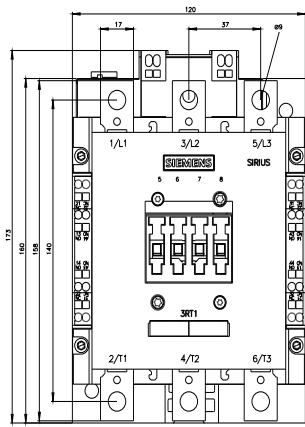 120
17
37
ø9
1/L1
3/L2
5/L3
SIEMENS
SIRIUS
5 6 7 8
173
160
158
140
3RT1
2/T1
4/T2
6/T3